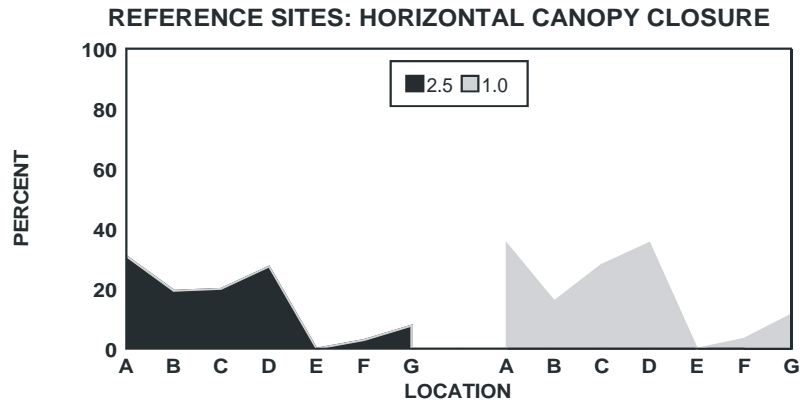 REFERENCE SITES: HORIZONTAL CANOPY CLOSURE
100
2.5 1.0
80
60
PERCENT
40
20
0
A B C D E F G A B C D E F G
LOCATION